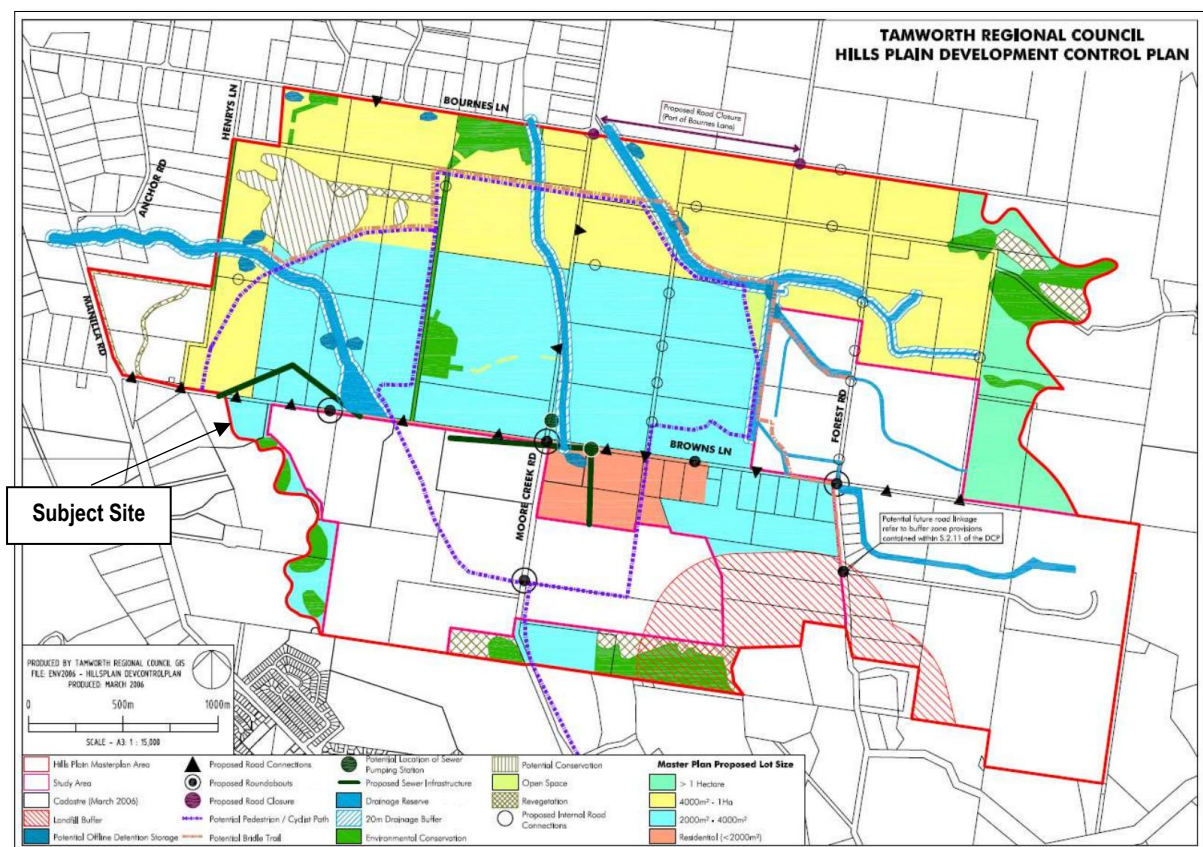 TAMWORTH REGIONAL COUNCIL
HILLS PLAIN DEVELOPMENT CONTROL PLAN
BOURNES LN
HENRYS LN
ANCHOR RD
MANILLA RD
Proposed Road Closure
(Part of Bournes Lane)
FOREST RD
BROWNS LN
MOORE CREEK RD
Subject Site
Potential future road linkage
refer to buffer zone provisions
contained within S.2.11 of the DCP
PRODUCED BY TAMWORTH REGIONAL COUNCIL GIS
FILE: ENV2006 - HILLSPLAIN DEVCONTROLPLAN
PRODUCED: MARCH 2006
0 500m 1000m
SCALE - A3: 1 : 15,000
Hills Plain Masterplan Area
Study Area
Cadastre (March 2006)
Landfill Buffer
Potential Offline Detention Storage
Proposed Road Connections
Proposed Roundabouts
Proposed Road Closure
Potential Pedestrian / Cyclist Path
Potential Bridle Trail
Potential Location of Sewer
Pumping Station
Proposed Sewer Infrastructure
Drainage Reserve
20m Drainage Buffer
Environmental Conservation
Potential Conservation
Open Space
Revegetation
Proposed Internal Road
Connections
Master Plan Proposed Lot Size
> 1 Hectare
4000m² - 1Ha
2000m² - 4000m²
Residential (<2000m²)